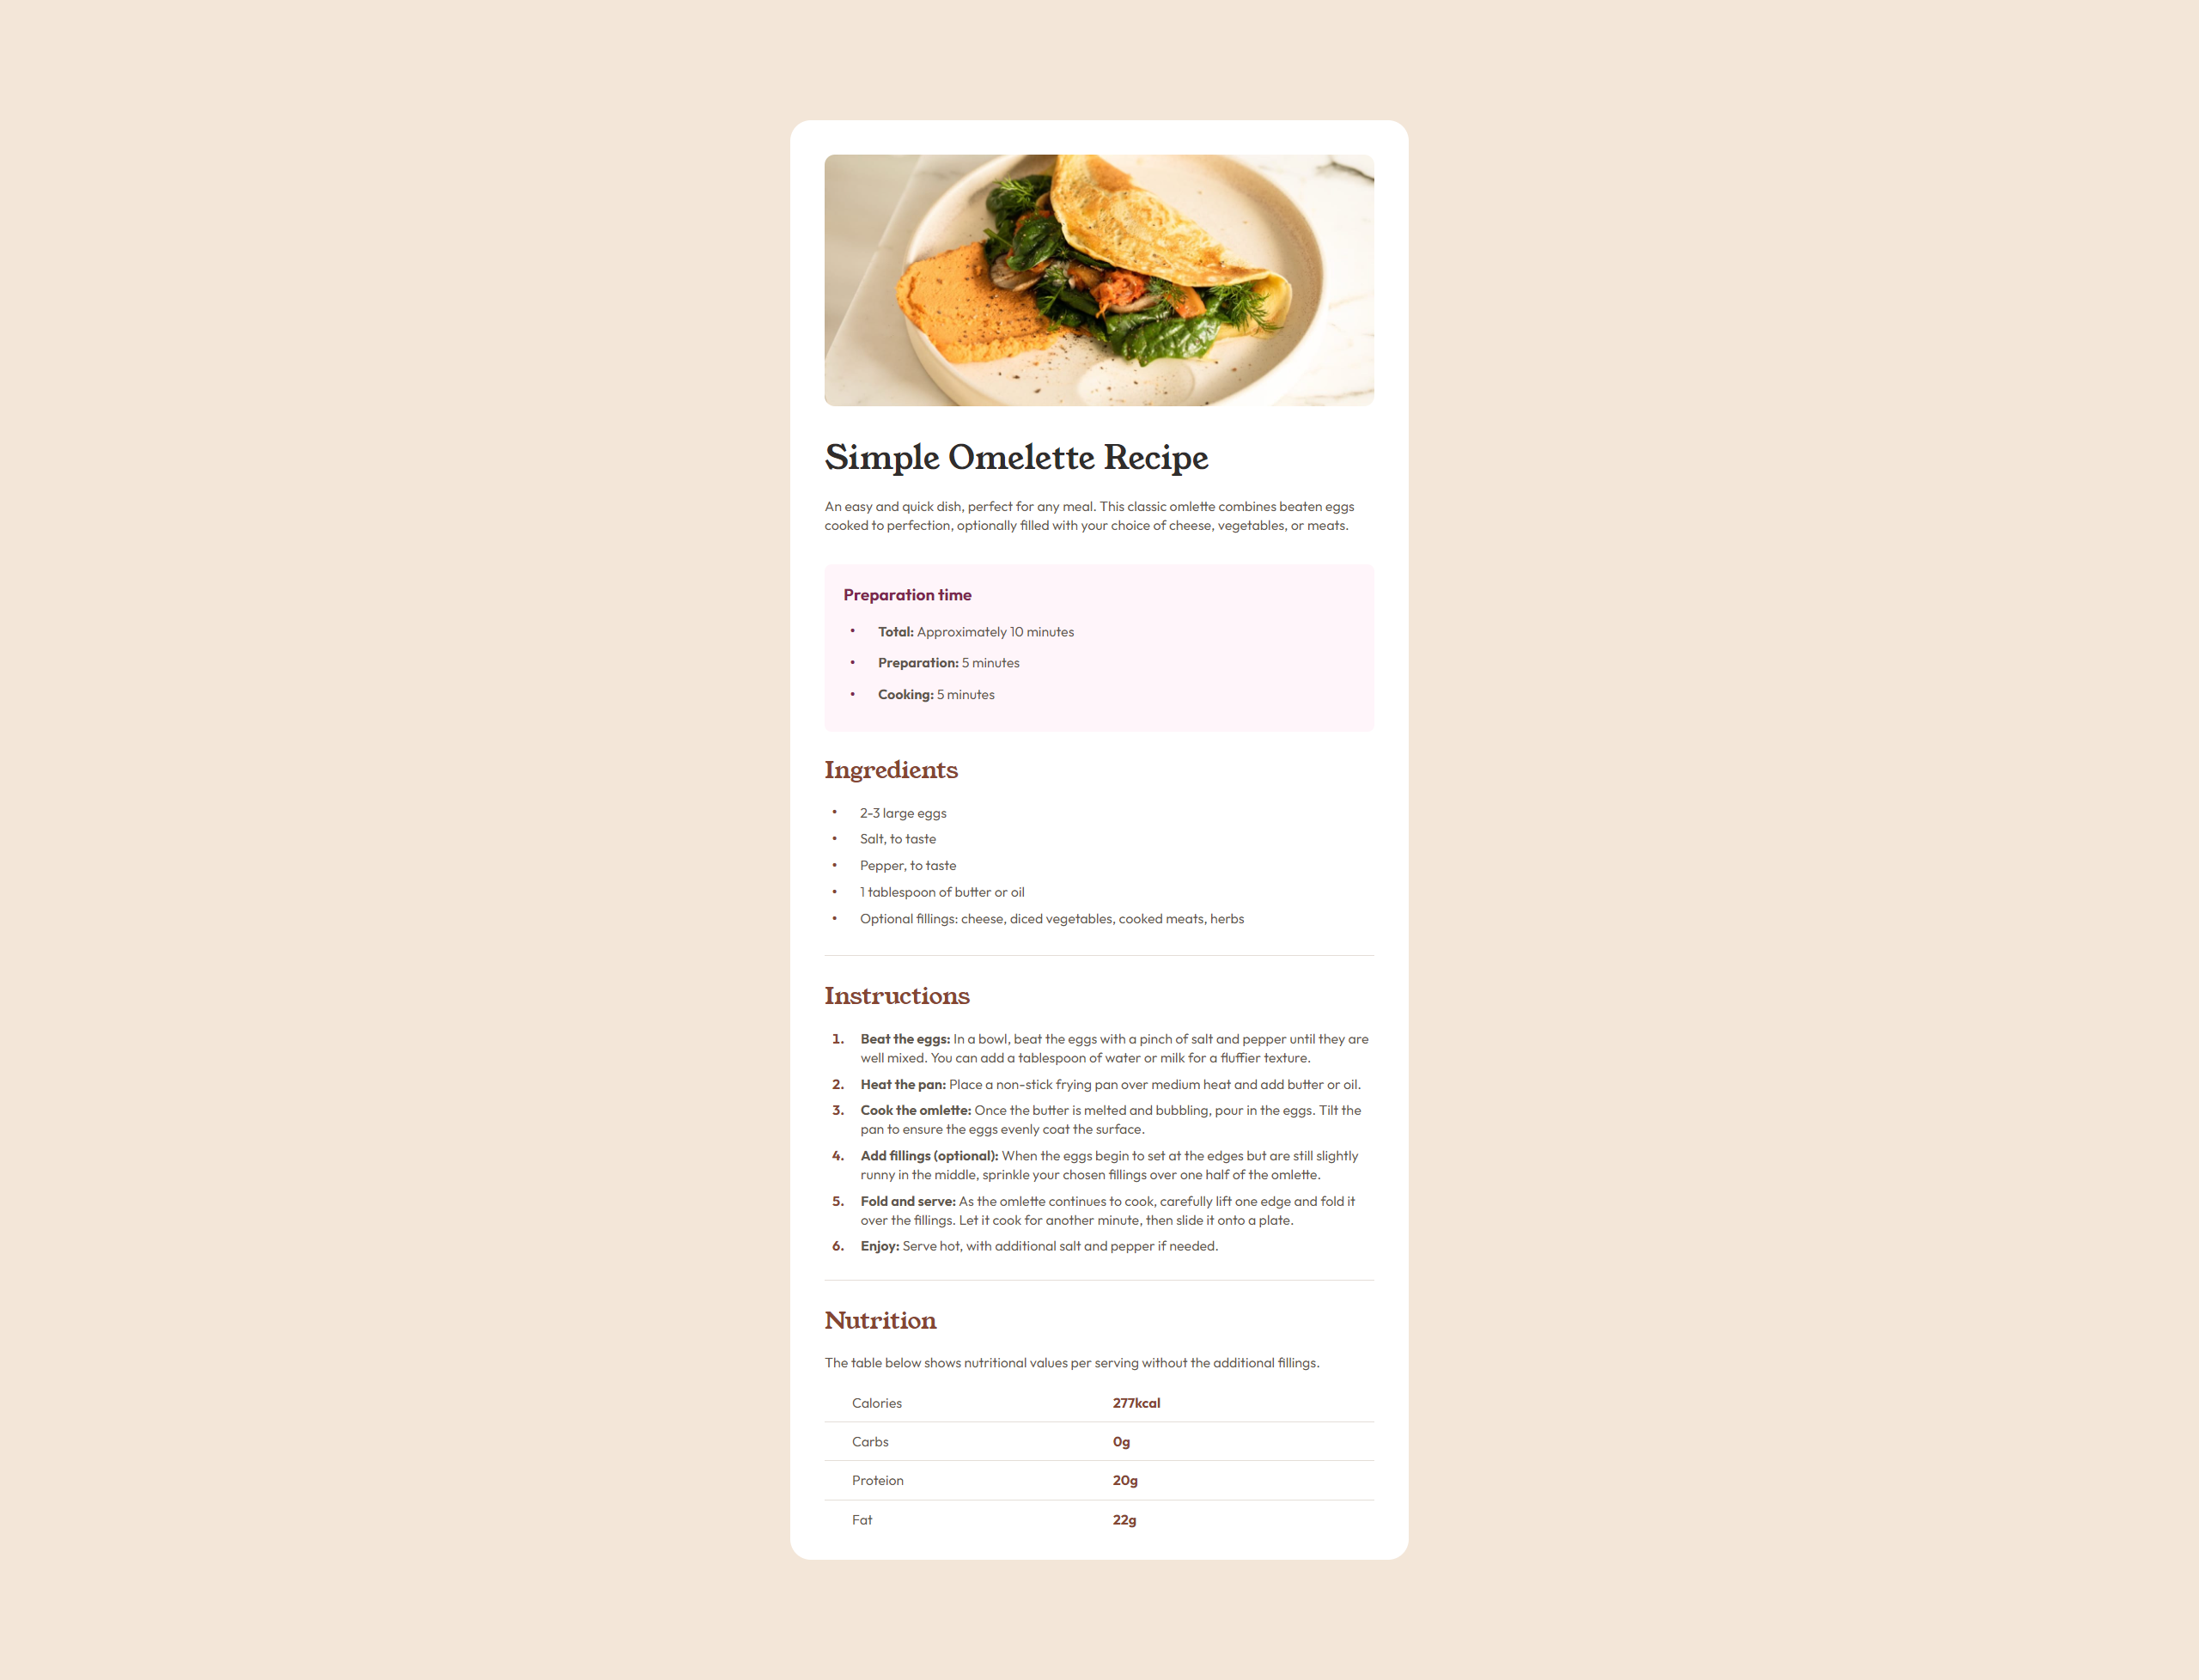 Simple Omelette Recipe
An easy and quick dish, perfect for any meal. This classic omlette combines beaten eggs
cooked to perfection, optionally filled with your choice of cheese, vegetables, or meats.
Preparation time
• Total: Approximately 10 minutes
• Preparation: 5 minutes
• Cooking: 5 minutes
Ingredients
• 2-3 large eggs
• Salt, to taste
• Pepper, to taste
• 1 tablespoon of butter or oil
• Optional fillings: cheese, diced vegetables, cooked meats, herbs
Instructions
1. Beat the eggs: In a bowl, beat the eggs with a pinch of salt and pepper until they are
well mixed. You can add a tablespoon of water or milk for a fluffier texture.
2. Heat the pan: Place a non-stick frying pan over medium heat and add butter or oil.
3. Cook the omlette: Once the butter is melted and bubbling, pour in the eggs. Tilt the
pan to ensure the eggs evenly coat the surface.
4. Add fillings (optional): When the eggs begin to set at the edges but are still slightly
runny in the middle, sprinkle your chosen fillings over one half of the omlette.
5. Fold and serve: As the omlette continues to cook, carefully lift one edge and fold it
over the fillings. Let it cook for another minute, then slide it onto a plate.
6. Enjoy: Serve hot, with additional salt and pepper if needed.
Nutrition
The table below shows nutritional values per serving without the additional fillings.
Calories 277kcal
Carbs 0g
Proteion 20g
Fat 22g